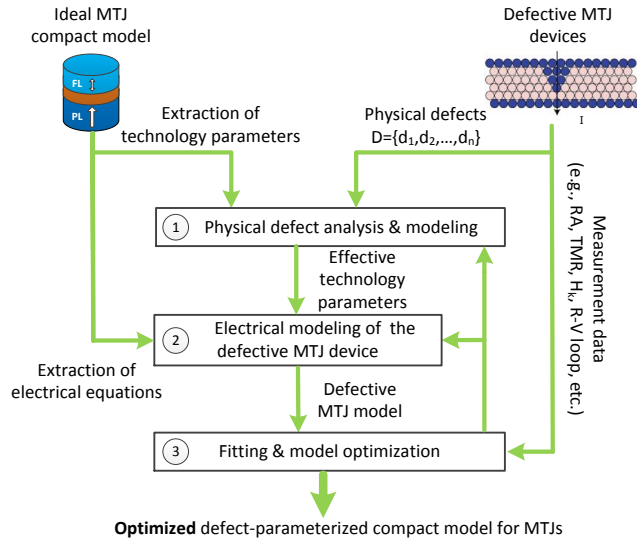 Ideal MTJ
compact model
Defective MTJ
devices
FL
PL
I
Extraction of
technology parameters
Physical defects
D={d1,d2,...,dn}
Measurement data
(e.g., RA, TMR, Hk, R-V loop, etc.)
1 Physical defect analysis & modeling
Effective
technology
parameters
2 Electrical modeling of the
defective MTJ device
Extraction of
electrical equations
Defective
MTJ model
3 Fitting & model optimization
Optimized defect-parameterized compact model for MTJs